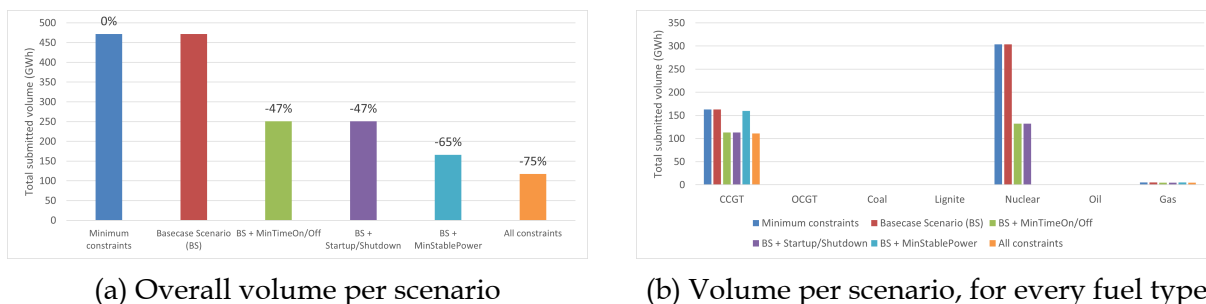 500
450
400
350
300
250
200
150
100
50
0
Total submitted volume (GWh)
0%
-47%
-47%
-65%
-75%
Minimum
constraints
Basecase Scenario
(BS)
BS + MinTimeOn/Off
BS +
Startup/Shutdown
BS +
MinStablePower
All constraints
(a) Overall volume per scenario
350
300
250
200
150
100
50
0
Total submitted volume (GWh)
CCGT OCGT Coal Lignite Nuclear Oil Gas
Minimum constraints Basecase Scenario (BS) BS + MinTimeOn/Off
BS + Startup/Shutdown BS + MinStablePower All constraints
(b) Volume per scenario, for every fuel type